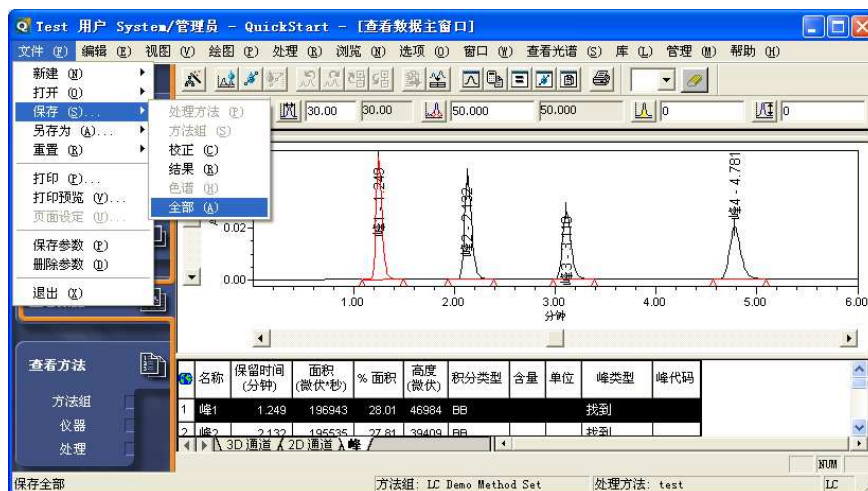 Test 用户 System/管理员 - QuickStart - [查看数据主窗口]
文件(F) 编辑(E) 视图(V) 绘图(P) 处理(R) 浏览(N) 选项(O) 窗口(W) 查看光谱(S) 库(L) 管理(M) 帮助(H)
新建(N)
打开(O)
保存(S)...
另存为(A)...
重置(R)
打印(P)...
打印预览(V)...
页面设定(U)...
保存参数(P)
删除参数(D)
退出(X)
处理方法(P)
方法组(S)
校正(C)
结果(R)
色谱(H)
全部(A)
30.00 30.00 50.000 50.000 0 0
0.02
0.00
峰1 - 1.249
峰2 - 2.132
峰3 - 3.110
峰4 - 4.781
1.00 2.00 3.00 4.00 5.00 6.00
分钟
查看方法
方法组
仪器
处理
名称 保留时间(分钟) 面积(微伏*秒) % 面积 高度(微伏) 积分类型 含量 单位 峰类型 峰代码
1 峰1 1.249 196943 28.01 46984 BB 找到
2 峰2 2.132 195535 27.81 39409 BB 找到
3D 通道 2D 通道 峰
NUM
保存全部 方法组: LC Demo Method Set 处理方法: test LC